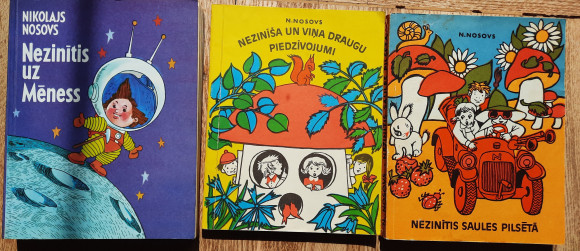 NIKOLAJS
NOSOVS
Nezinītis
uz
Mēness
N. NOSOVS
NEZINĪŠA UN VIŅA DRAUGU
PIEDZĪVOJUMI
N.NOSOVS
NEZINĪTIS SAULES PILSĒTĀ